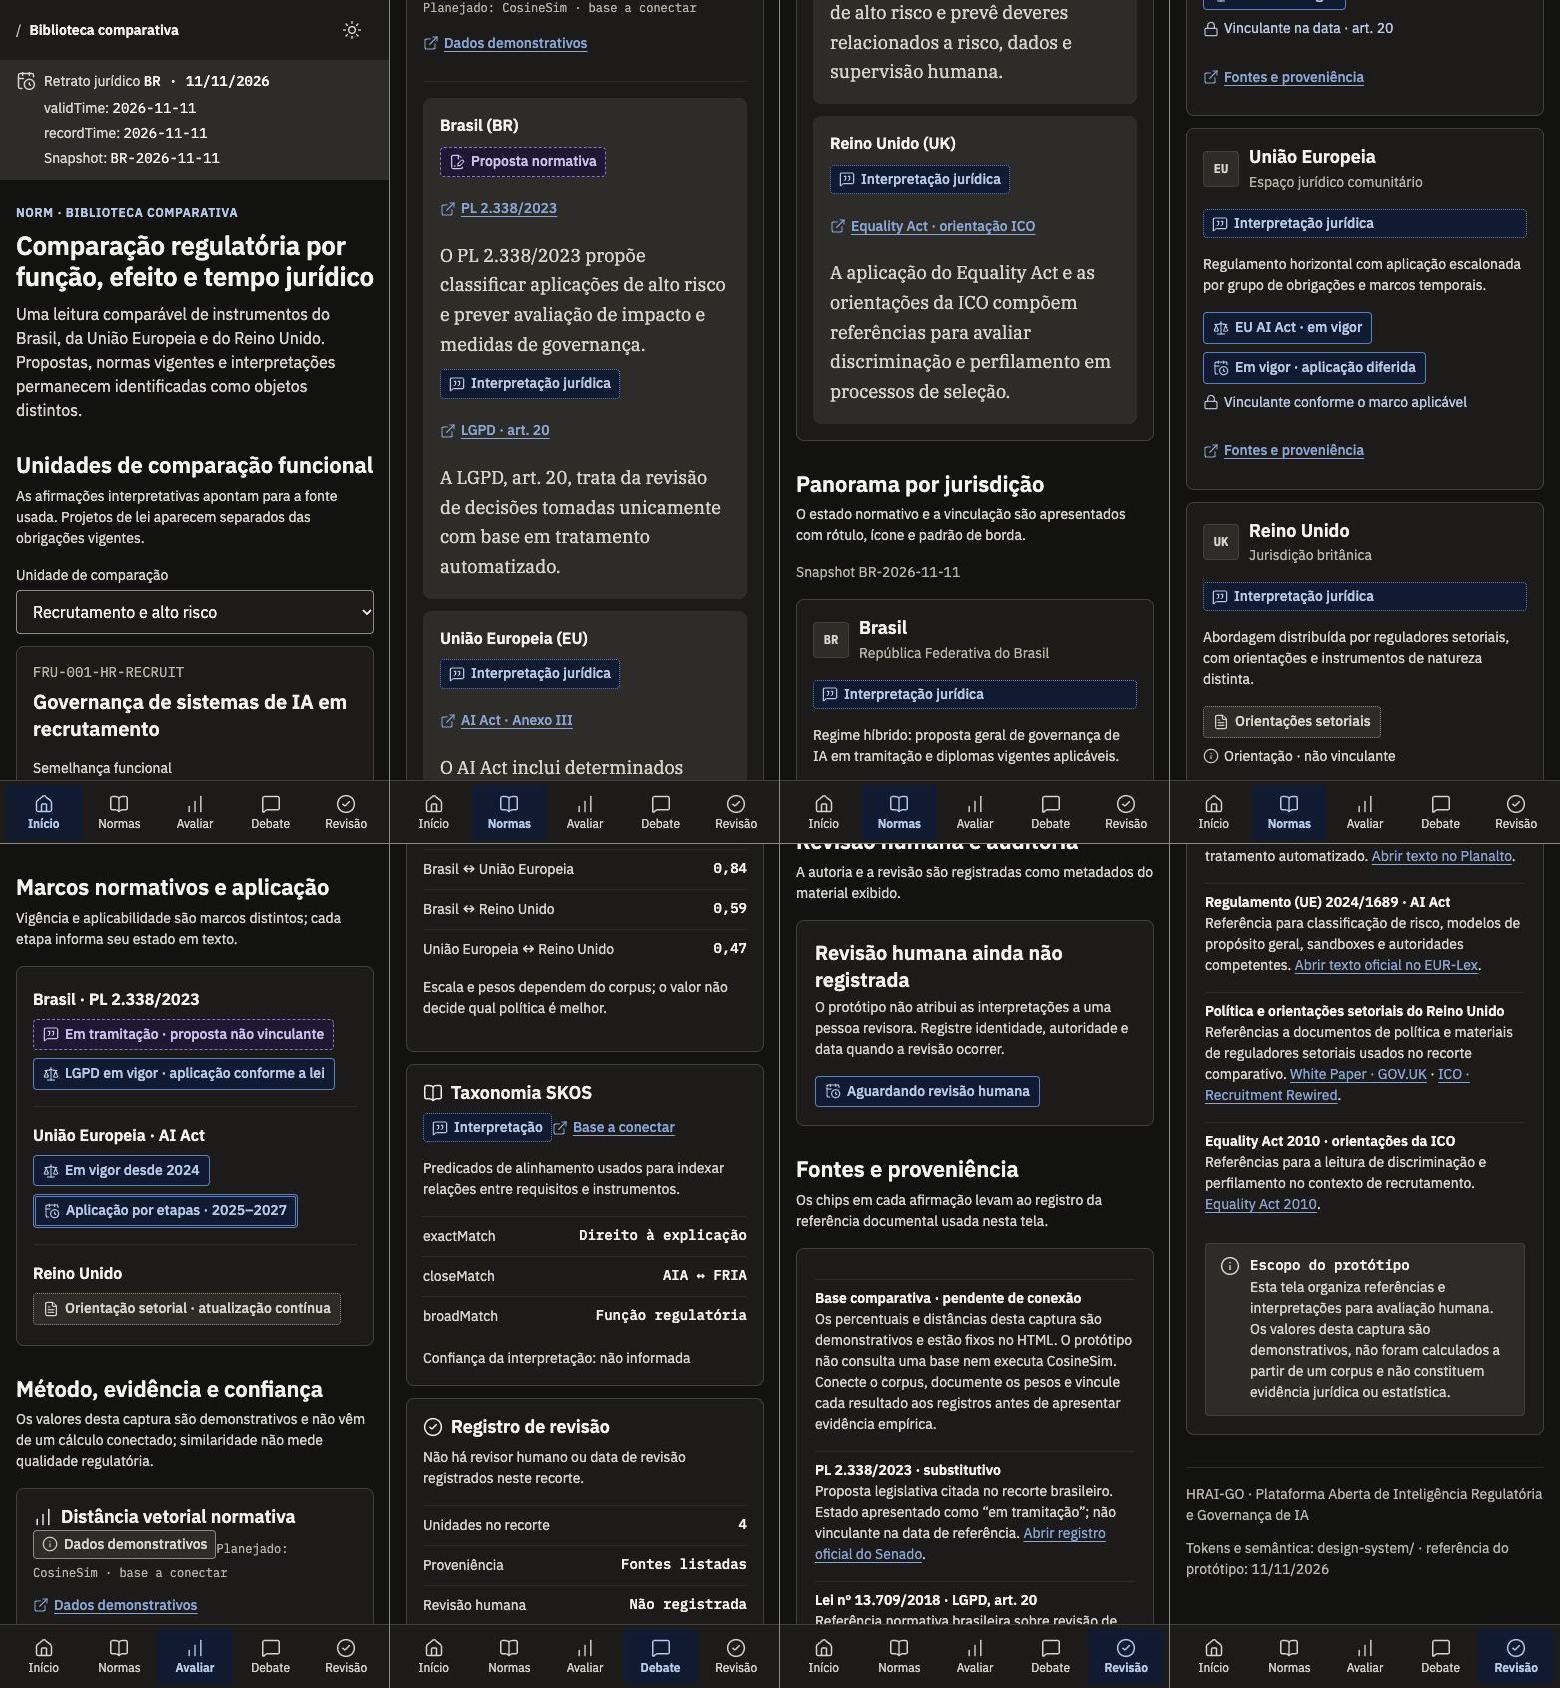 / Biblioteca comparativa
Retrato jurídico BR · 11/11/2026
validTime: 2026-11-11
recordTime: 2026-11-11
Snapshot: BR-2026-11-11
NORM · BIBLIOTECA COMPARATIVA
Comparação regulatória por
função, efeito e tempo jurídico
Uma leitura comparável de instrumentos do
Brasil, da União Europeia e do Reino Unido.
Propostas, normas vigentes e interpretações
permanecem identificadas como objetos
distintos.
Unidades de comparação funcional
As afirmações interpretativas apontam para a fonte
usada. Projetos de lei aparecem separados das
obrigações vigentes.
Unidade de comparação
Recrutamento e alto risco
FRU-001-HR-RECRUIT
Governança de sistemas de IA em
recrutamento
Semelhança funcional
Início
Normas
Avaliar
Debate
Revisão
Planejado: CosineSim · base a conectar
Dados demonstrativos
Brasil (BR)
Proposta normativa
PL 2.338/2023
O PL 2.338/2023 propõe
classificar aplicações de alto risco
e prever avaliação de impacto e
medidas de governança.
Interpretação jurídica
LGPD · art. 20
A LGPD, art. 20, trata da revisão
de decisões tomadas unicamente
com base em tratamento
automatizado.
União Europeia (EU)
Interpretação jurídica
AI Act · Anexo III
O AI Act inclui determinados
Início
Normas
Avaliar
Debate
Revisão
de alto risco e prevê deveres
relacionados a risco, dados e
supervisão humana.
Reino Unido (UK)
Interpretação jurídica
Equality Act · orientação ICO
A aplicação do Equality Act e as
orientações da ICO compõem
referências para avaliar
discriminação e perfilamento em
processos de seleção.
Panorama por jurisdição
O estado normativo e a vinculação são apresentados
com rótulo, ícone e padrão de borda.
Snapshot BR-2026-11-11
BR
Brasil
República Federativa do Brasil
Interpretação jurídica
Regime híbrido: proposta geral de governança de
IA em tramitação e diplomas vigentes aplicáveis.
Início
Normas
Avaliar
Debate
Revisão
Vinculante na data · art. 20
Fontes e proveniência
EU
União Europeia
Espaço jurídico comunitário
Interpretação jurídica
Regulamento horizontal com aplicação escalonada
por grupo de obrigações e marcos temporais.
EU AI Act · em vigor
Em vigor · aplicação diferida
Vinculante conforme o marco aplicável
Fontes e proveniência
UK
Reino Unido
Jurisdição britânica
Interpretação jurídica
Abordagem distribuída por reguladores setoriais,
com orientações e instrumentos de natureza
distinta.
Orientações setoriais
Orientação · não vinculante
Início
Normas
Avaliar
Debate
Revisão
Marcos normativos e aplicação
Vigência e aplicabilidade são marcos distintos; cada
etapa informa seu estado em texto.
Brasil · PL 2.338/2023
Em tramitação · proposta não vinculante
LGPD em vigor · aplicação conforme a lei
União Europeia · AI Act
Em vigor desde 2024
Aplicação por etapas · 2025–2027
Reino Unido
Orientação setorial · atualização contínua
Método, evidência e confiança
Os valores desta captura são demonstrativos e não vêm
de um cálculo conectado; similaridade não mede
qualidade regulatória.
Distância vetorial normativa
Dados demonstrativos Planejado:
CosineSim · base a conectar
Dados demonstrativos
Início
Normas
Avaliar
Debate
Revisão
Brasil ↔ União Europeia 0,84
Brasil ↔ Reino Unido 0,59
União Europeia ↔ Reino Unido 0,47
Escala e pesos dependem do corpus; o valor não
decide qual política é melhor.
Taxonomia SKOS
Interpretação Base a conectar
Predicados de alinhamento usados para indexar
relações entre requisitos e instrumentos.
exactMatch Direito à explicação
closeMatch AIA ↔ FRIA
broadMatch Função regulatória
Confiança da interpretação: não informada
Registro de revisão
Não há revisor humano ou data de revisão
registrados neste recorte.
Unidades no recorte 4
Proveniência Fontes listadas
Revisão humana Não registrada
Início
Normas
Avaliar
Debate
Revisão
Revisão humana e auditoria
A autoria e a revisão são registradas como metadados do
material exibido.
Revisão humana ainda não
registrada
O protótipo não atribui as interpretações a uma
pessoa revisora. Registre identidade, autoridade e
data quando a revisão ocorrer.
Aguardando revisão humana
Fontes e proveniência
Os chips em cada afirmação levam ao registro da
referência documental usada nesta tela.
Base comparativa · pendente de conexão
Os percentuais e distâncias desta captura são
demonstrativos e estão fixos no HTML. O protótipo
não consulta uma base nem executa CosineSim.
Conecte o corpus, documente os pesos e vincule
cada resultado aos registros antes de apresentar
evidência empírica.
PL 2.338/2023 · substitutivo
Proposta legislativa citada no recorte brasileiro.
Estado apresentado como “em tramitação”; não
vinculante na data de referência. Abrir registro
oficial do Senado.
Lei nº 13.709/2018 · LGPD, art. 20
Referência normativa brasileira sobre revisão de
Início
Normas
Avaliar
Debate
Revisão
tratamento automatizado. Abrir texto no Planalto.
Regulamento (UE) 2024/1689 · AI Act
Referência para classificação de risco, modelos de
propósito geral, sandboxes e autoridades
competentes. Abrir texto oficial no EUR-Lex.
Política e orientações setoriais do Reino Unido
Referências a documentos de política e materiais
de reguladores setoriais usados no recorte
comparativo. White Paper · GOV.UK · ICO ·
Recruitment Rewired.
Equality Act 2010 · orientações da ICO
Referências para a leitura de discriminação e
perfilamento no contexto de recrutamento.
Equality Act 2010.
Escopo do protótipo
Esta tela organiza referências e
interpretações para avaliação humana.
Os valores desta captura são
demonstrativos, não foram calculados a
partir de um corpus e não constituem
evidência jurídica ou estatística.
HRAI-GO · Plataforma Aberta de Inteligência Regulatória
e Governança de IA
Tokens e semântica: design-system/ · referência do
protótipo: 11/11/2026
Início
Normas
Avaliar
Debate
Revisão